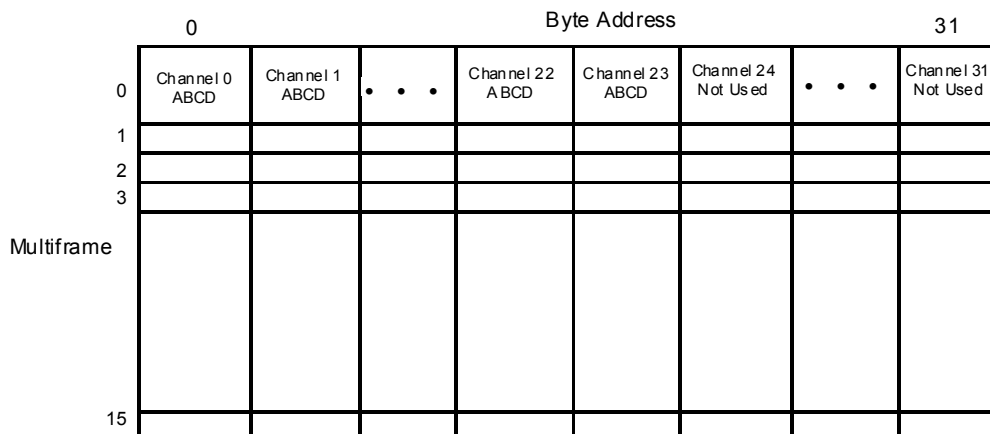 Byte Address
0 31
0 Channel 0 Channel 1 • • • Channel 22 Channel 23 Channel 24 • • • Channel 31
ABCD ABCD ABCD ABCD Not Used Not Used
1
2
3
Multiframe
15